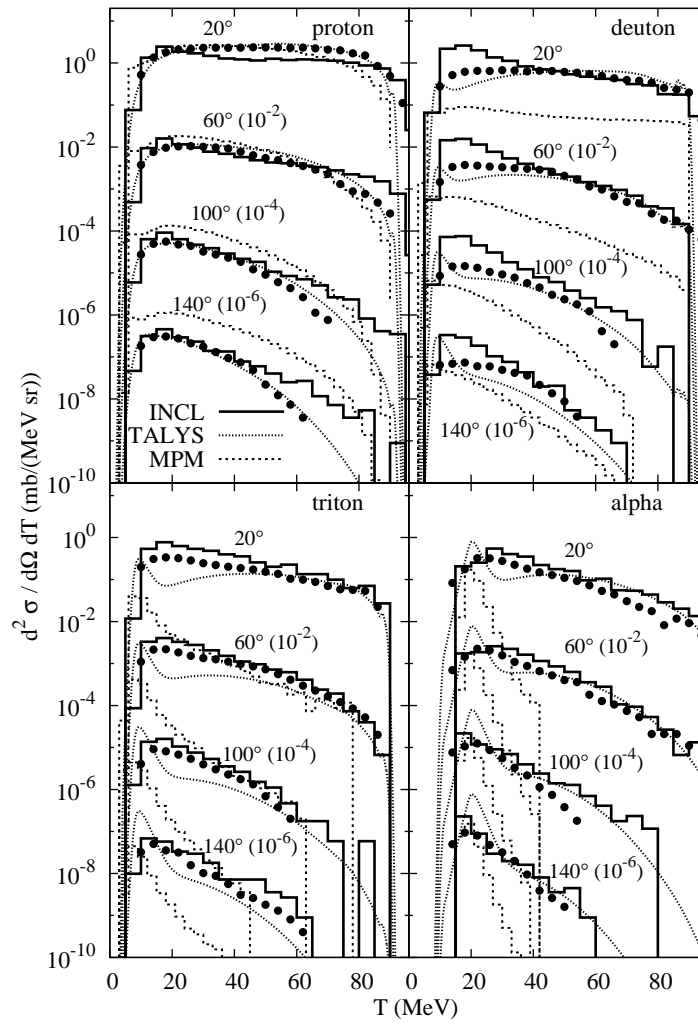 proton
20°
60° (10-2)
100° (10-4)
140° (10-6)
INCL
TALYS
MPM
deuton
20°
60° (10-2)
100° (10-4)
140° (10-6)
10^0
10^-2
10^-4
10^-6
10^-8
10^-10
triton
20°
60° (10-2)
100° (10-4)
140° (10-6)
alpha
20°
60° (10-2)
100° (10-4)
140° (10-6)
10^0
10^-2
10^-4
10^-6
10^-8
10^-10
0 20 40 60 80 0 20 40 60 80
T (MeV)
d^2 σ / dΩ dT (mb/(MeV sr))